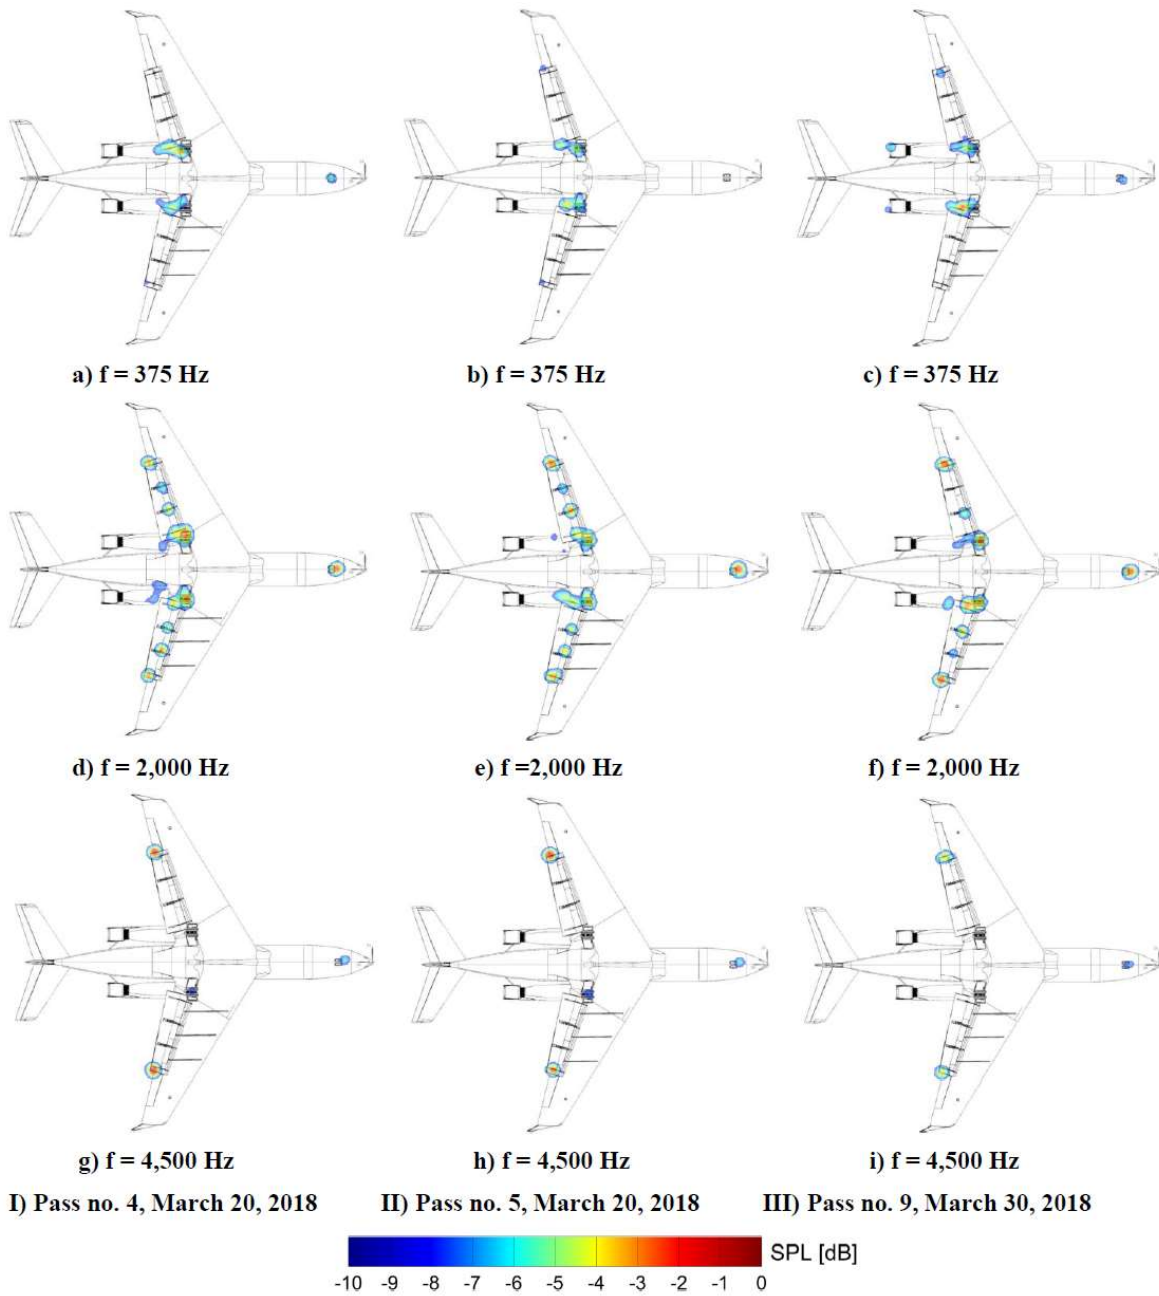 a) f = 375 Hz
b) f = 375 Hz
c) f = 375 Hz
d) f = 2,000 Hz
e) f =2,000 Hz
f) f = 2,000 Hz
g) f = 4,500 Hz
h) f = 4,500 Hz
i) f = 4,500 Hz
I) Pass no. 4, March 20, 2018
II) Pass no. 5, March 20, 2018
III) Pass no. 9, March 30, 2018
SPL [dB]
-10 -9 -8 -7 -6 -5 -4 -3 -2 -1 0